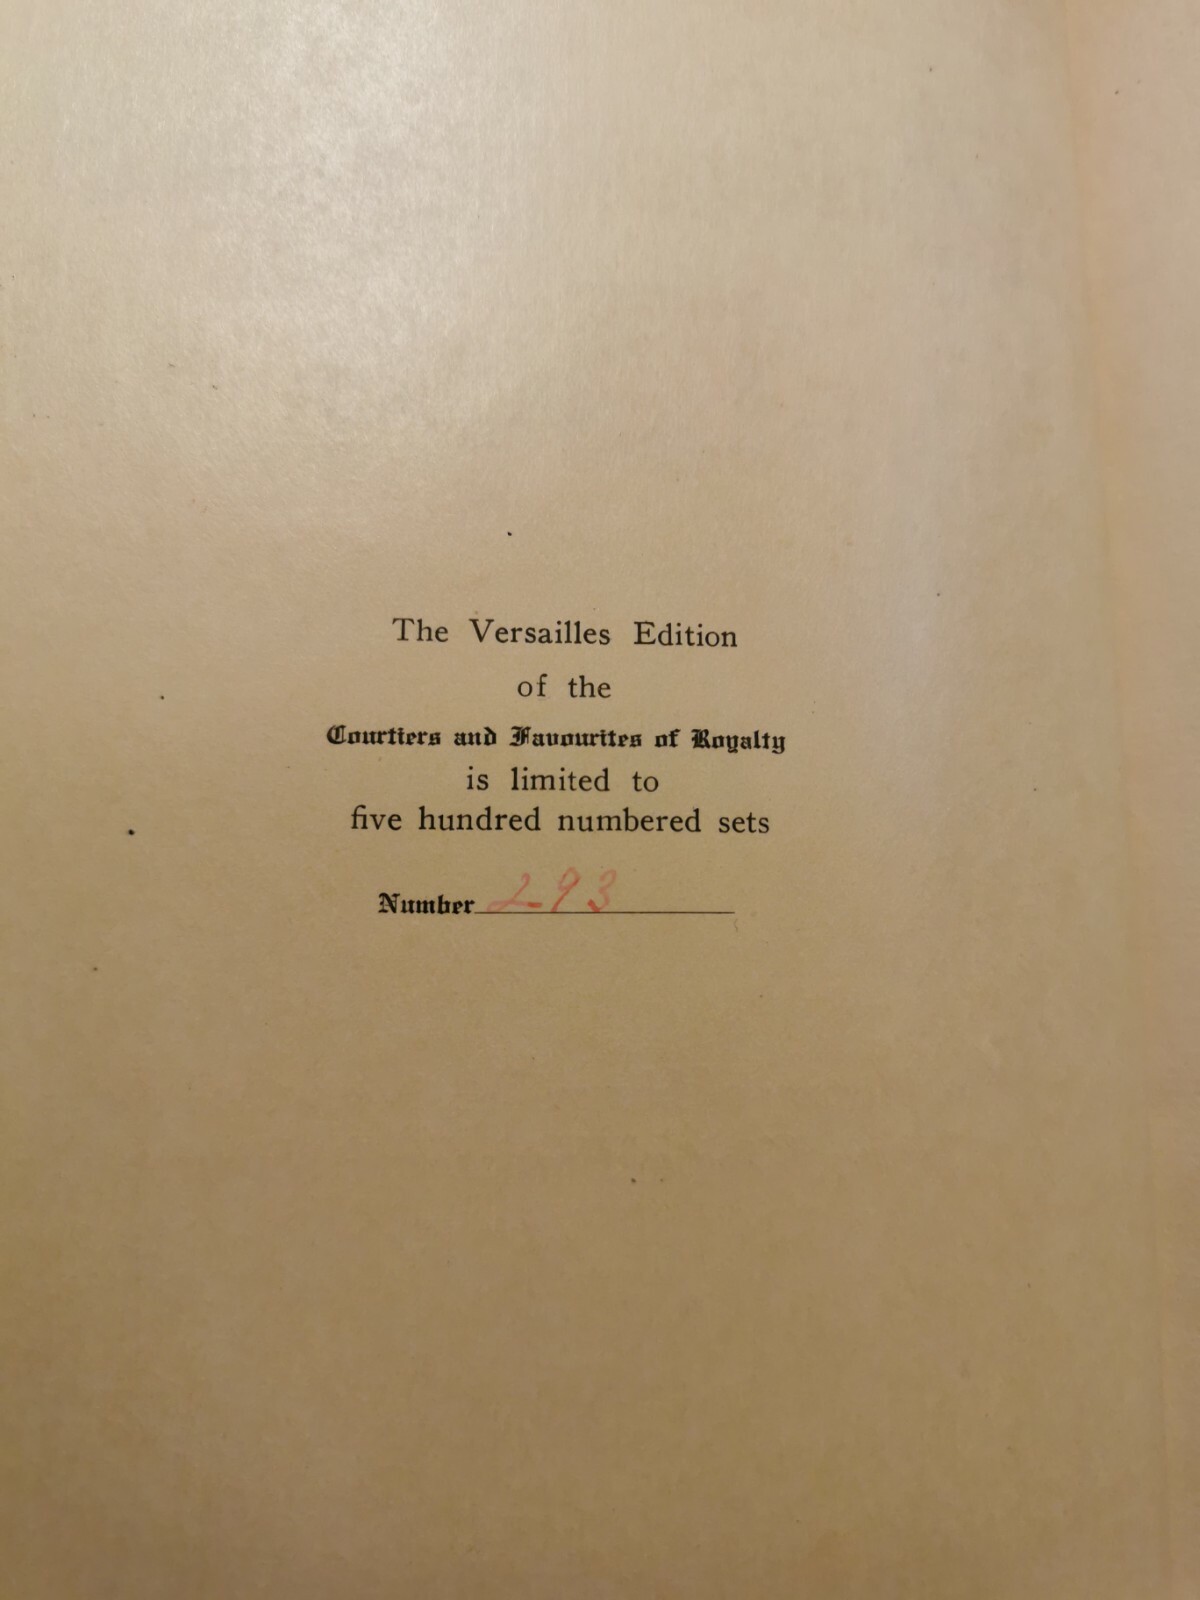 The Versailles Edition
of the
Courtiers and Favourites of Royalty
is limited to
five hundred numbered sets
Number 293